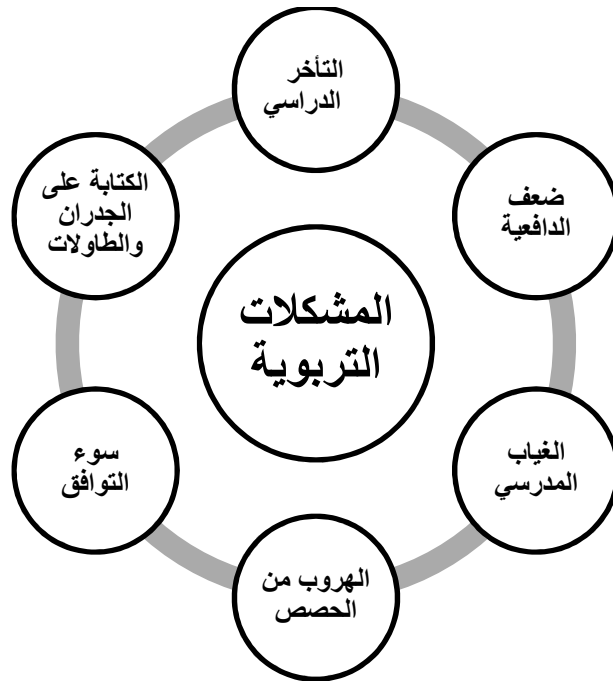 التأخر
الدراسي
ضعف
الدافعية
الغياب
المدرسي
الهروب من
الحصص
سوء
التوافق
الكتابة على
الجدران
والطاولات
المشكلات
التربوية